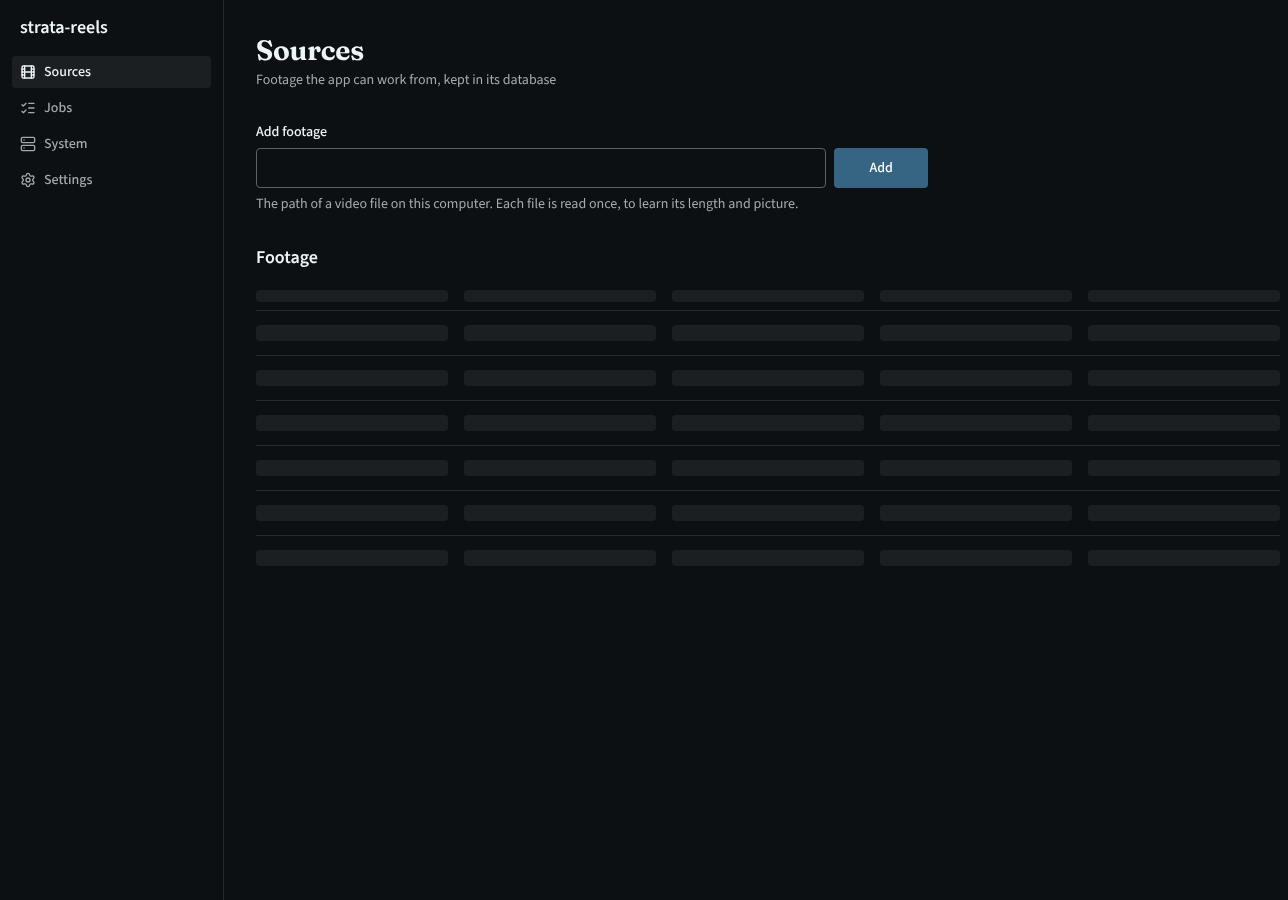 strata-reels
Sources
Jobs
System
Settings
Sources
Footage the app can work from, kept in its database
Add footage
Add
The path of a video file on this computer. Each file is read once, to learn its length and picture.
Footage